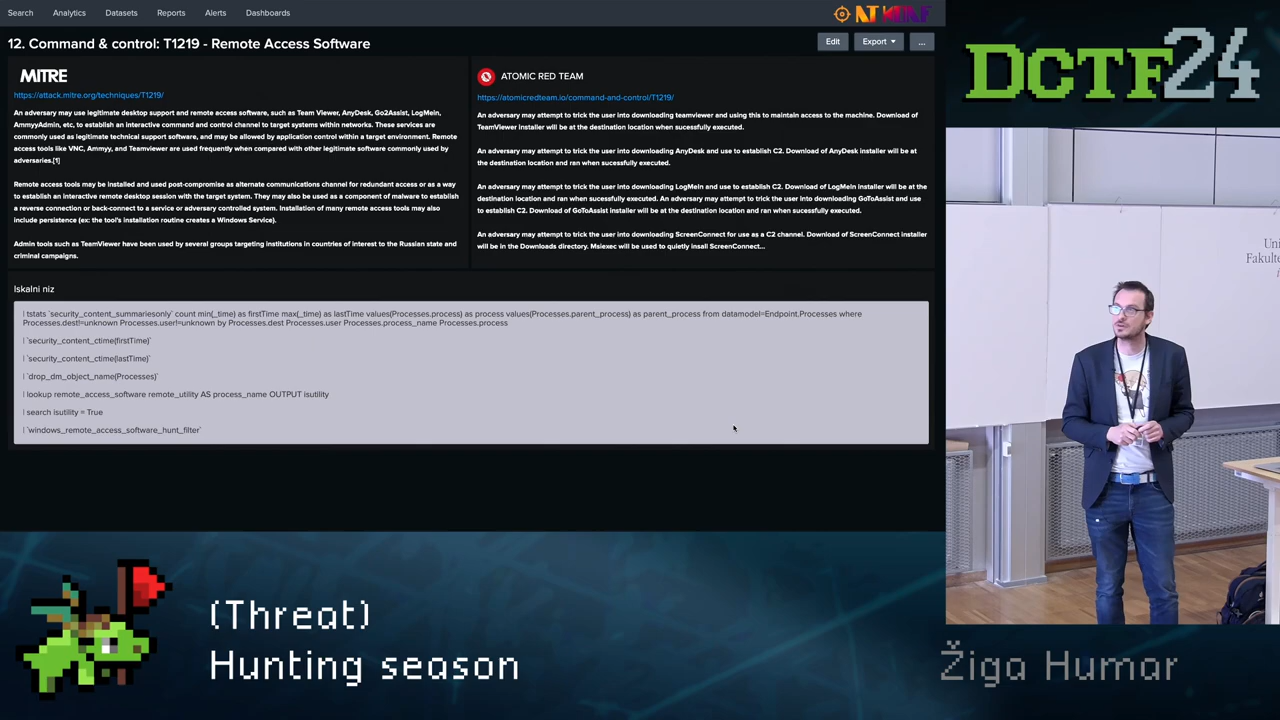 Search Analytics Datasets Reports Alerts Dashboards
NT KONF
12. Command & control: T1219 - Remote Access Software
Edit Export ...
MITRE
https://attack.mitre.org/techniques/T1219/
An adversary may use legitimate desktop support and remote access software, such as Team Viewer, AnyDesk, Go2Assist, LogMein,
AmmyyAdmin, etc, to establish an interactive command and control channel to target systems within networks. These services are
commonly used as legitimate technical support software, and may be allowed by application control within a target environment. Remote
access tools like VNC, Ammyy, and Teamviewer are used frequently when compared with other legitimate software commonly used by
adversaries.[1]
Remote access tools may be installed and used post-compromise as alternate communications channel for redundant access or as a way
to establish an interactive remote desktop session with the target system. They may also be used as a component of malware to establish
a reverse connection or back-connect to a service or adversary controlled system. Installation of many remote access tools may also
include persistence (ex: the tool's installation routine creates a Windows Service).
Admin tools such as TeamViewer have been used by several groups targeting institutions in countries of interest to the Russian state and
criminal campaigns.
ATOMIC RED TEAM
https://atomicredteam.io/command-and-control/T1219/
An adversary may attempt to trick the user into downloading teamviewer and using this to maintain access to the machine. Download of
TeamViewer installer will be at the destination location when sucessfully executed.
An adversary may attempt to trick the user into downloading AnyDesk and use to establish C2. Download of AnyDesk installer will be at
the destination location and ran when sucessfully executed.
An adversary may attempt to trick the user into downloading LogMeIn and use to establish C2. Download of LogMeIn installer will be at the
destination location and ran when sucessfully executed. An adversary may attempt to trick the user into downloading GoToAssist and use
to establish C2. Download of GoToAssist installer will be at the destination location and ran when sucessfully executed.
An adversary may attempt to trick the user into downloading ScreenConnect for use as a C2 channel. Download of ScreenConnect installer
will be in the Downloads directory. Msiexec will be used to quietly insall ScreenConnect...
Iskalni niz
| tstats `security_content_summariesonly` count min(_time) as firstTime max(_time) as lastTime values(Processes.process) as process values(Processes.parent_process) as parent_process from datamodel=Endpoint.Processes where
Processes.dest!=unknown Processes.user!=unknown by Processes.dest Processes.user Processes.process_name Processes.process
| `security_content_ctime(firstTime)`
| `security_content_ctime(lastTime)`
| `drop_dm_object_name(Processes)`
| lookup remote_access_software remote_utility AS process_name OUTPUT isutility
| search isutility = True
| `windows_remote_access_software_hunt_filter`
DCTF24
Uni
Fakulte
(Threat)
Hunting season
Žiga Humar